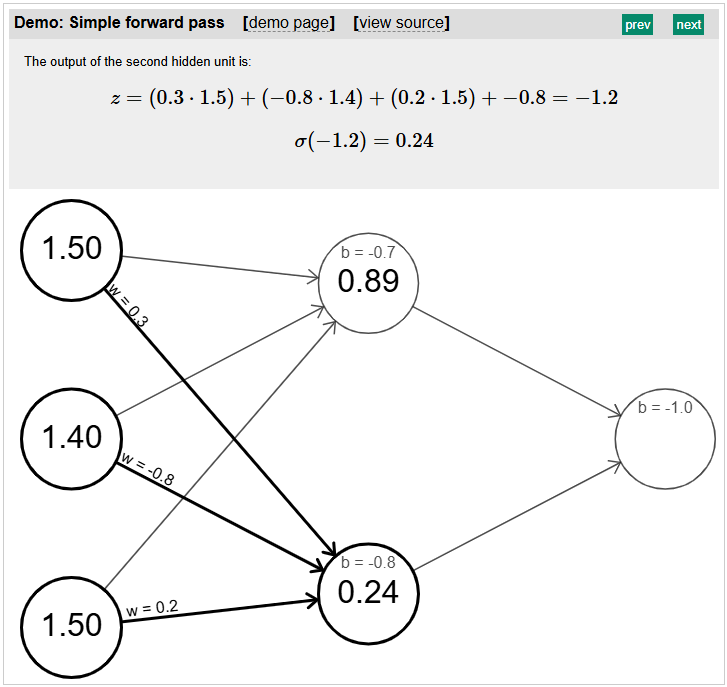 Demo: Simple forward pass [demo page] [view source] prev next
The output of the second hidden unit is:
z = (0.3 · 1.5) + (−0.8 · 1.4) + (0.2 · 1.5) + −0.8 = −1.2
σ(−1.2) = 0.24
1.50
b = -0.7
0.89
w = 0.3
1.40
b = -1.0
w = -0.8
b = -0.8
0.24
1.50
w = 0.2